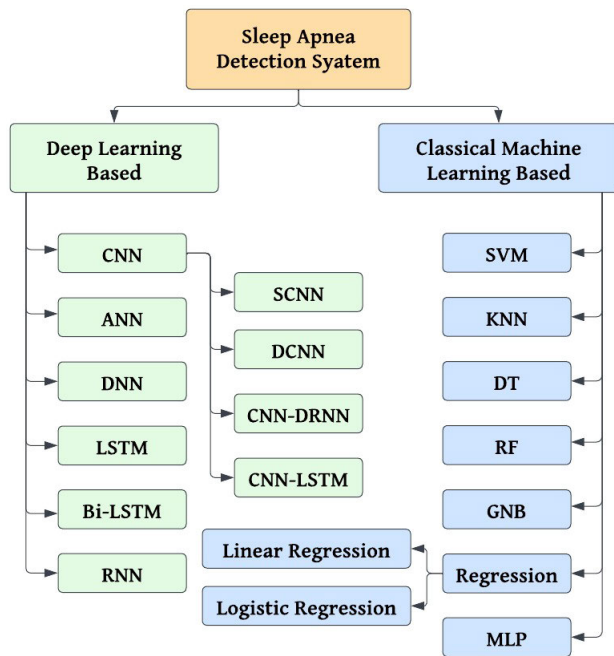 Sleep Apnea
Detection Syatem
Deep Learning
Based
Classical Machine
Learning Based
CNN
ANN
DNN
LSTM
Bi-LSTM
RNN
SCNN
DCNN
CNN-DRNN
CNN-LSTM
SVM
KNN
DT
RF
GNB
Regression
MLP
Linear Regression
Logistic Regression